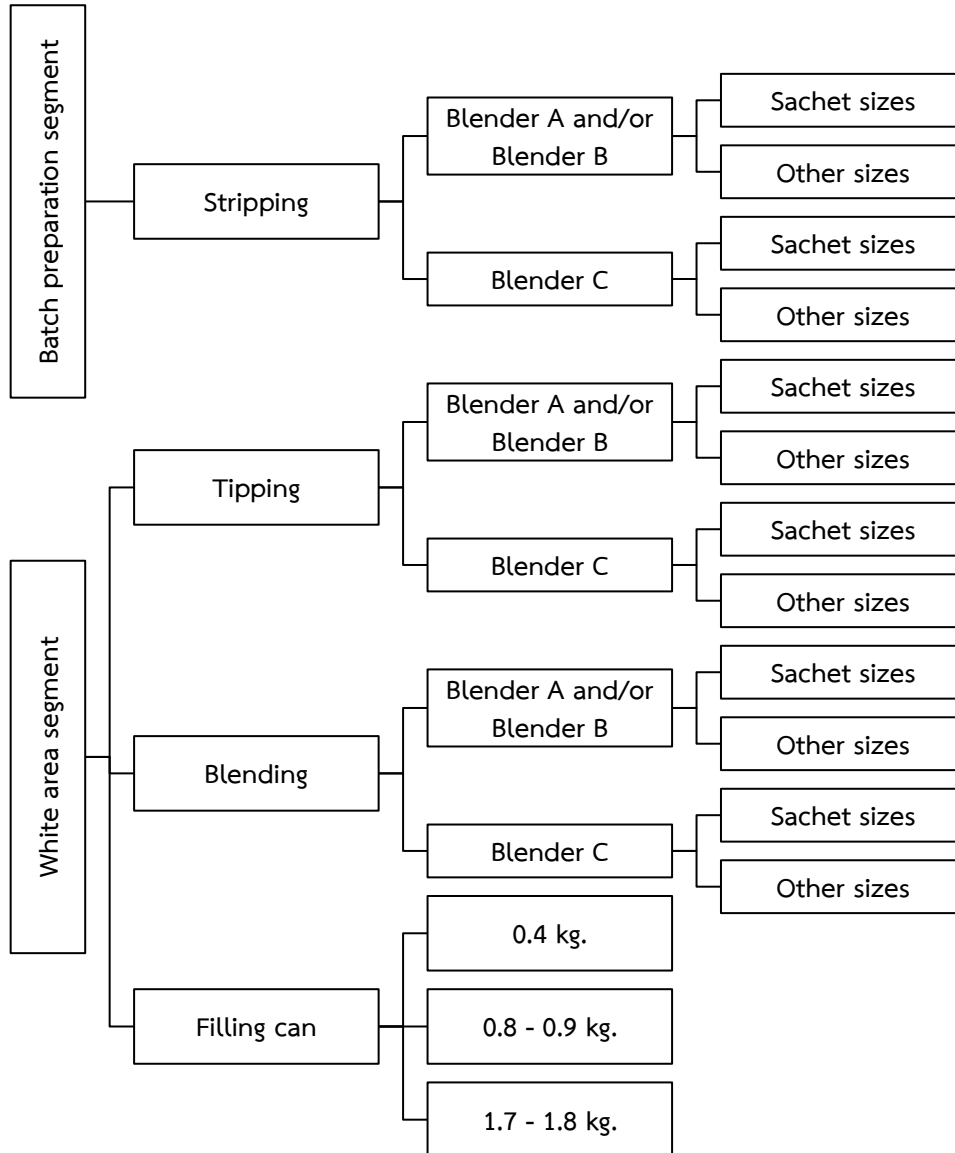 Batch preparation segment
Stripping
Blender A and/or
Blender B
Sachet sizes
Other sizes
Blender C
Sachet sizes
Other sizes
White area segment
Tipping
Blender A and/or
Blender B
Sachet sizes
Other sizes
Blender C
Sachet sizes
Other sizes
Blending
Blender A and/or
Blender B
Sachet sizes
Other sizes
Blender C
Sachet sizes
Other sizes
Filling can
0.4 kg.
0.8 - 0.9 kg.
1.7 - 1.8 kg.